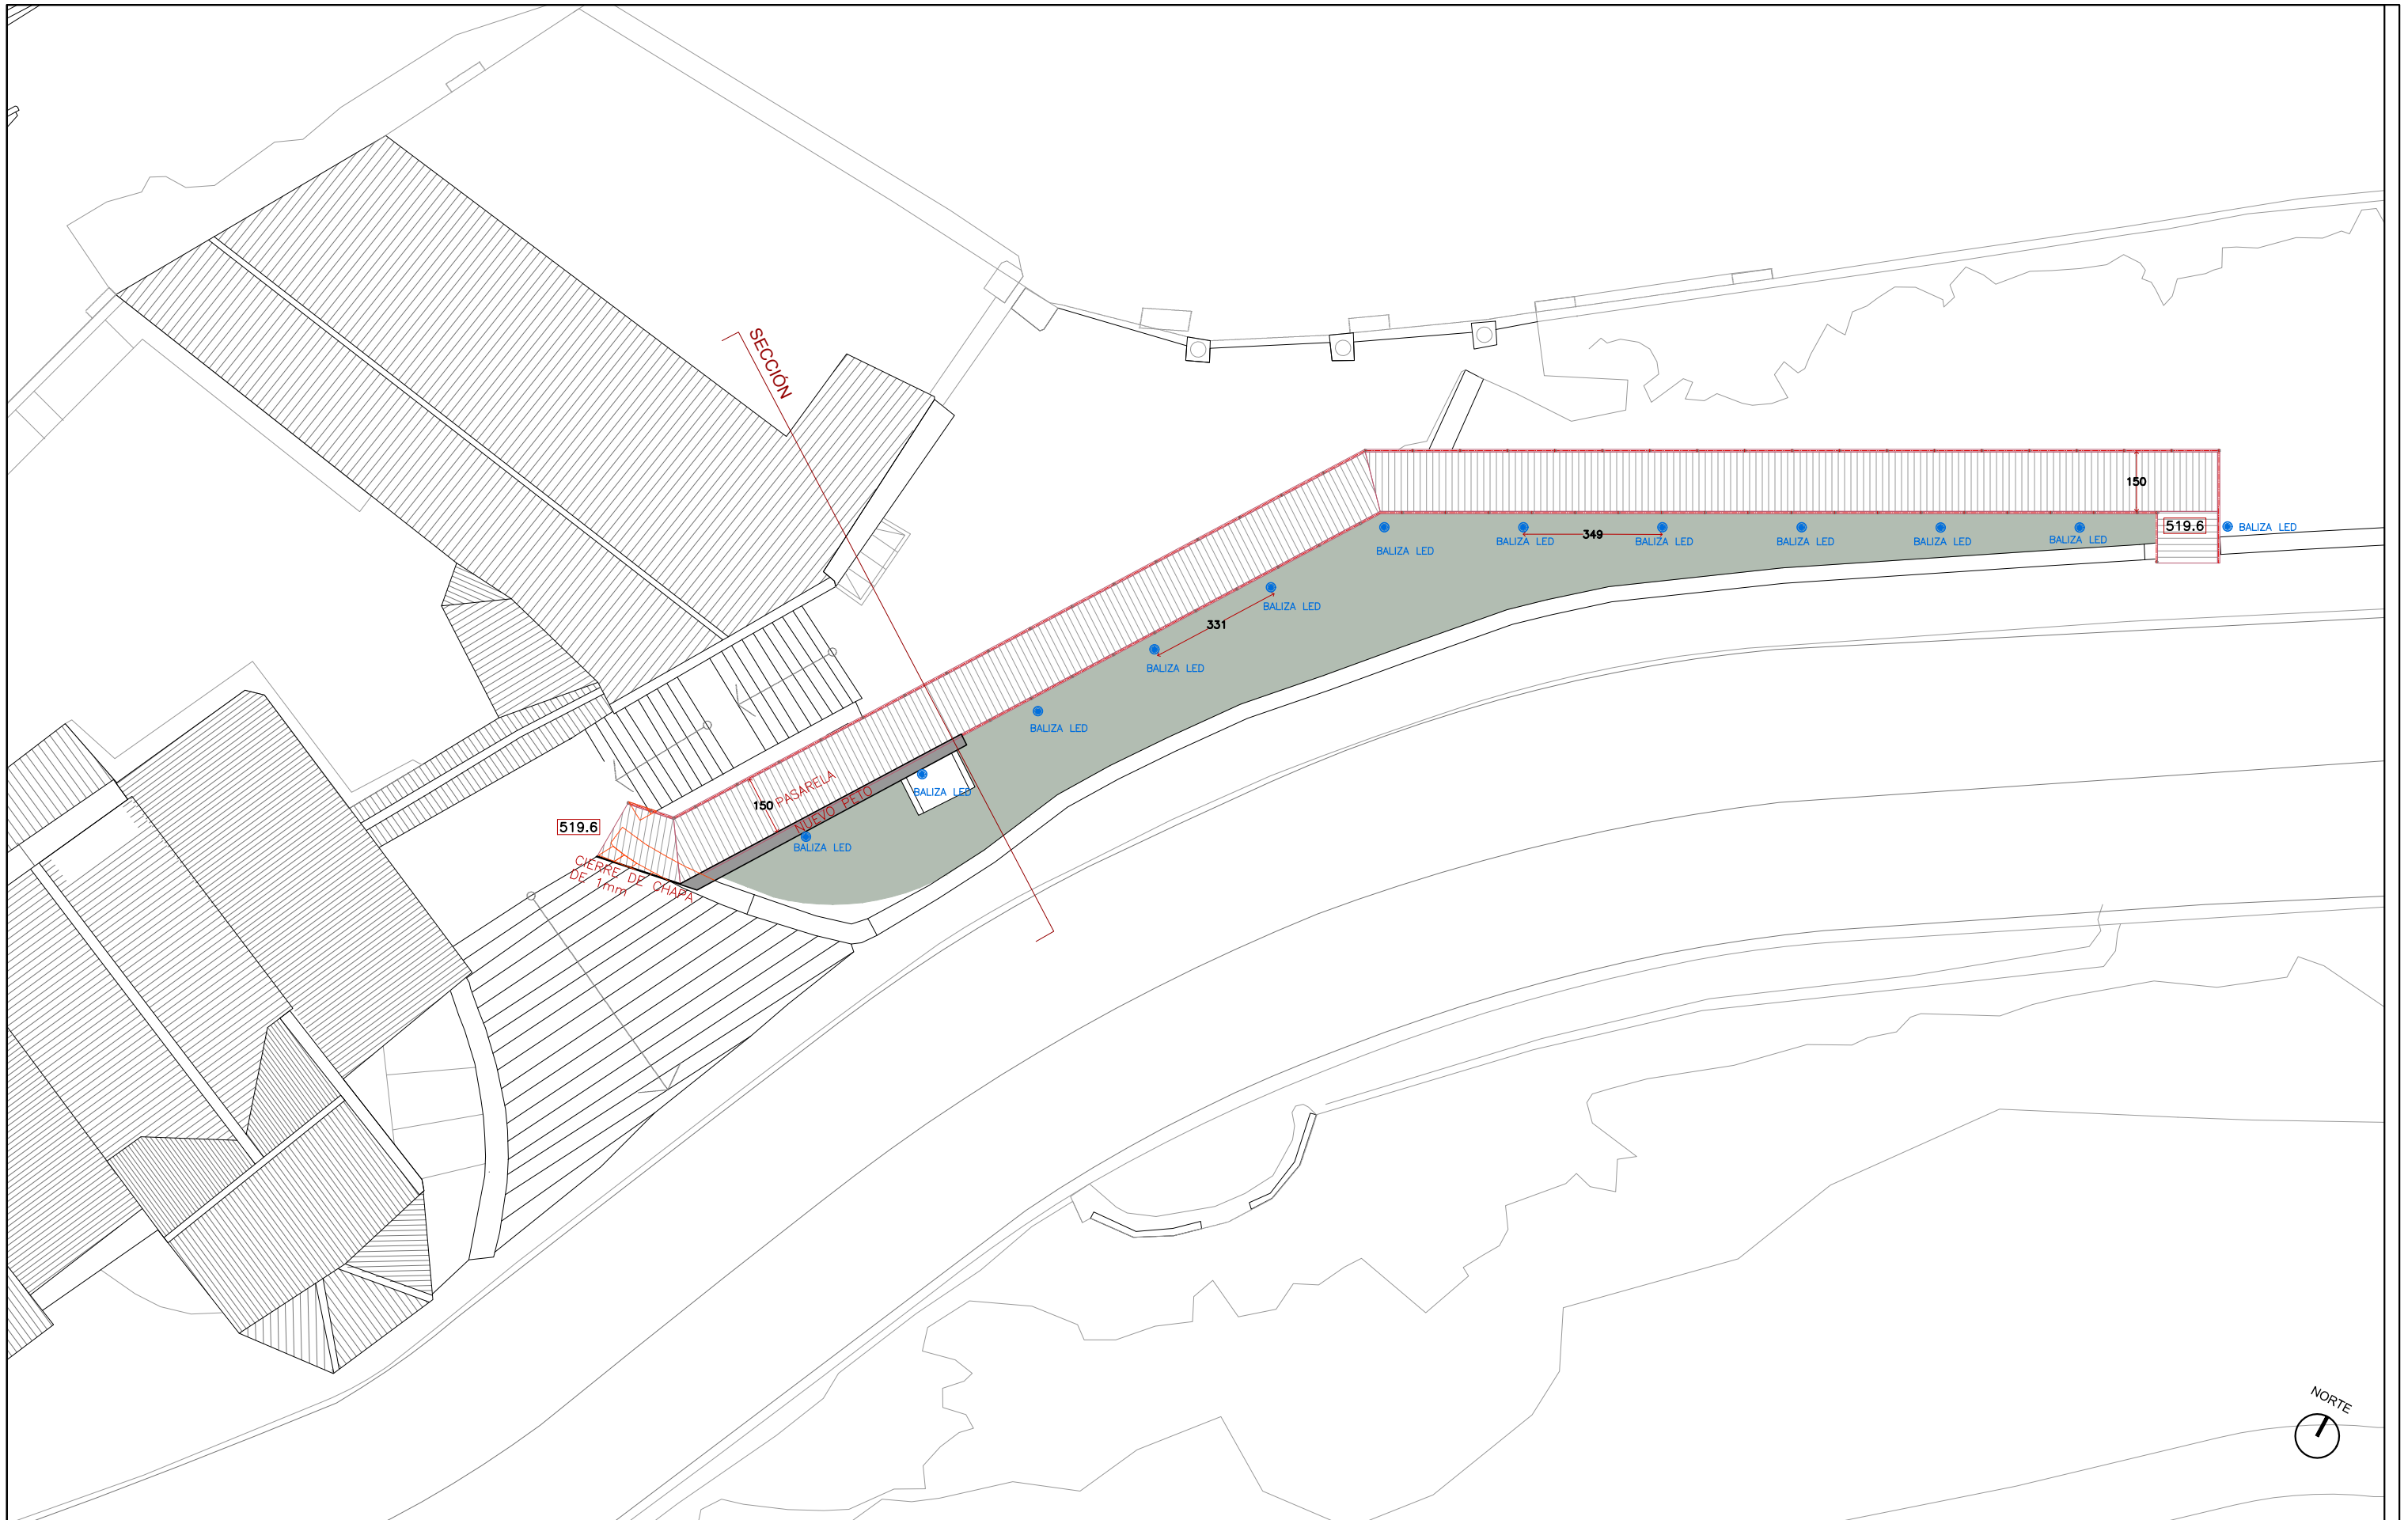 SECCIÓN
150
519.6
BALIZA LED
BALIZA LED
BALIZA LED
BALIZA LED
BALIZA LED
BALIZA LED
BALIZA LED
349
BALIZA LED
331
BALIZA LED
BALIZA LED
BALIZA LED
BALIZA LED
PASARELA
150
NUEVO PETO
519.6
CIERRE DE CHAPA
DE 1mm
NORTE